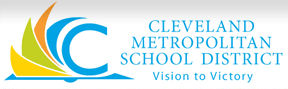 CLEVELAND
METROPOLITAN
SCHOOL DISTRICT
Vision to Victory